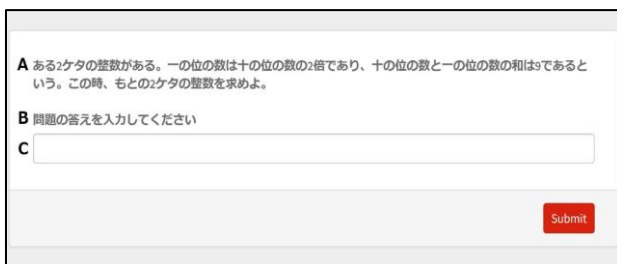 A ある2ケタの整数がある。一の位の数は十の位の数の2倍であり、十の位の数と一の位の数の和は9であると
いう。この時、もとの2ケタの整数を求めよ。
B 問題の答えを入力してください
C
Submit